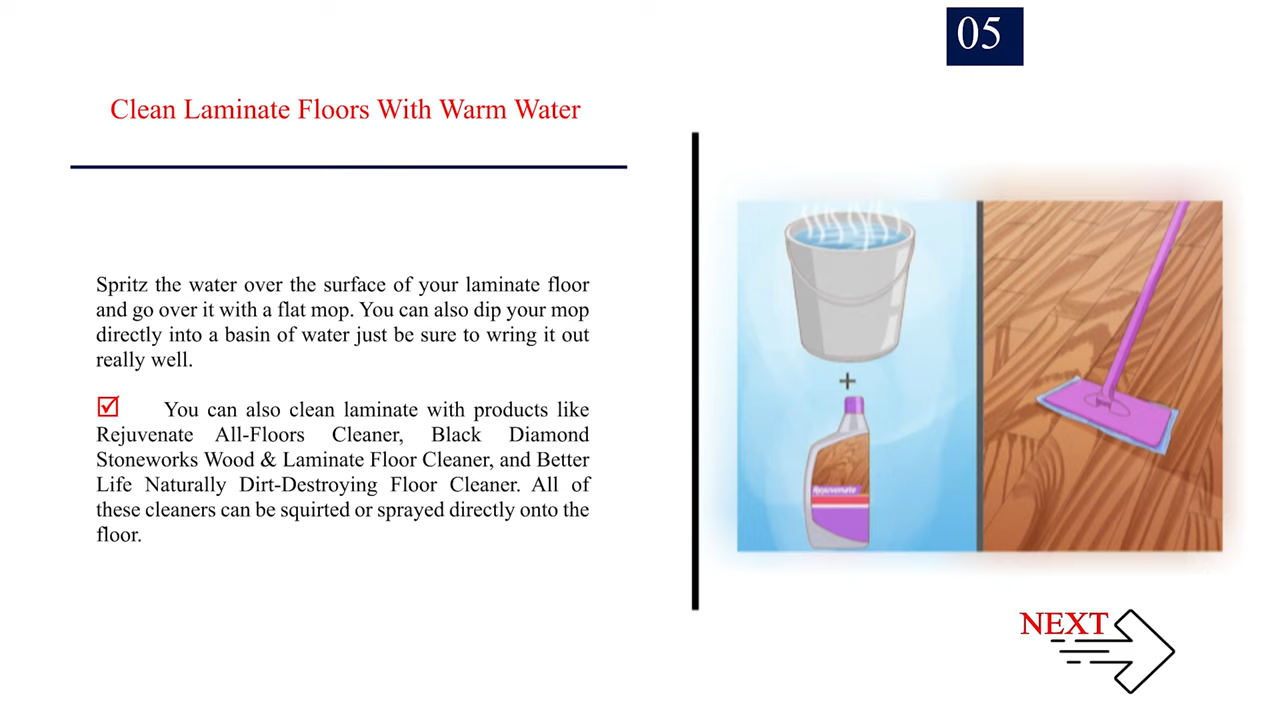 05
Clean Laminate Floors With Warm Water
Spritz the water over the surface of your laminate floor
and go over it with a flat mop. You can also dip your mop
directly into a basin of water just be sure to wring it out
really well.
You can also clean laminate with products like
Rejuvenate All-Floors Cleaner, Black Diamond
Stoneworks Wood & Laminate Floor Cleaner, and Better
Life Naturally Dirt-Destroying Floor Cleaner. All of
these cleaners can be squirted or sprayed directly onto the
floor.
+
Rejuvenate
NEXT